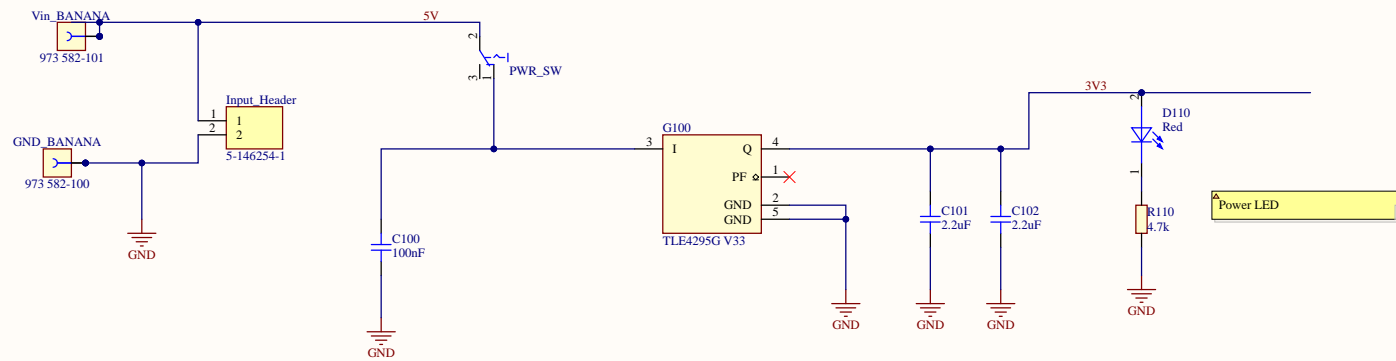 Vin_BANANA
973 582-101
5V
2
3
1
PWR_SW
Input_Header
1
1
2
2
5-146254-1
GND_BANANA
973 582-100
GND
C100
100nF
GND
G100
3
I
Q
4
PF
1
GND
2
GND
5
TLE4295G V33
GND
C101
2.2uF
GND
C102
2.2uF
GND
3V3
2
D110
Red
1
R110
4.7k
GND
Power LED